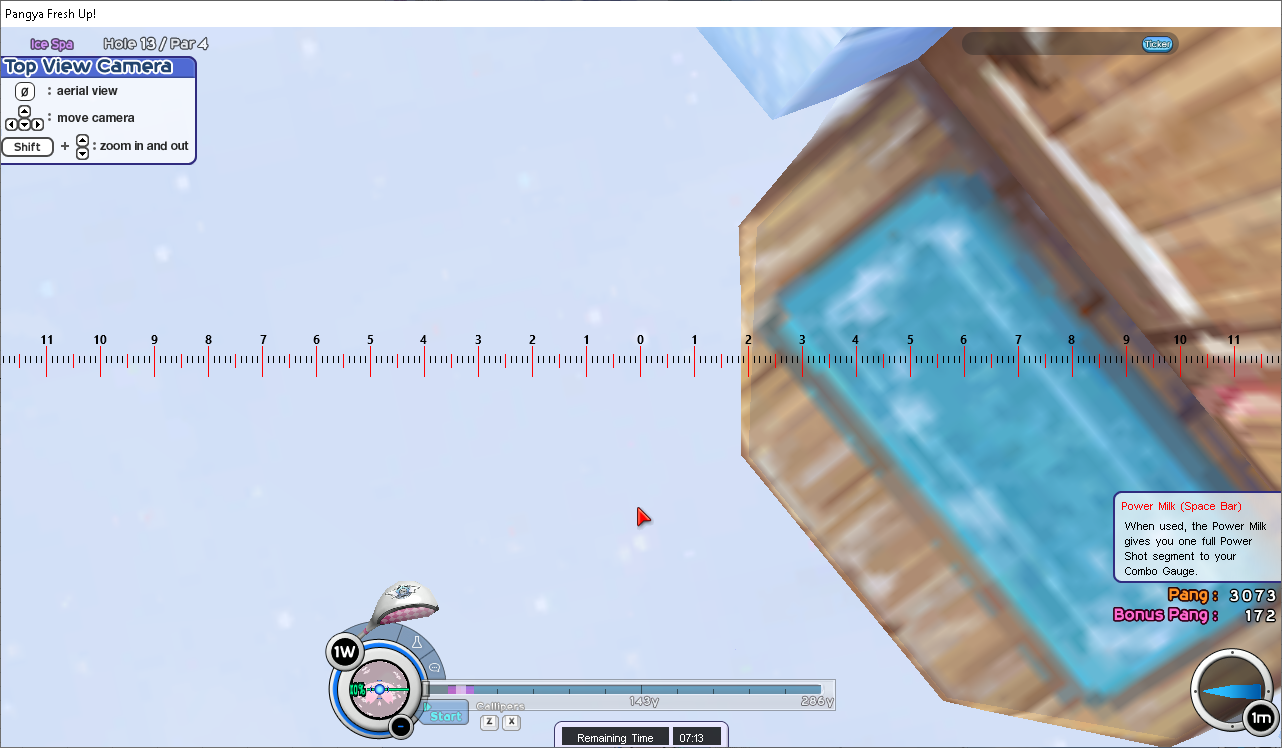 Pangya Fresh Up!
Ice Spa Hole 13 / Par 4
Ticker
Top View Camera
Ø : aerial view
: move camera
Shift + : zoom in and out
11 10 9 8 7 6 5 4 3 2 1 0 1 2 3 4 5 6 7 8 9 10 11
Power Milk (Space Bar)
When used, the Power Milk
gives you one full Power
Shot segment to your
Combo Gauge.
Pang : 3073
Bonus Pang : 172
1W
143y 286y
Start
Callipers
Z X
1m
Remaining Time 07:13